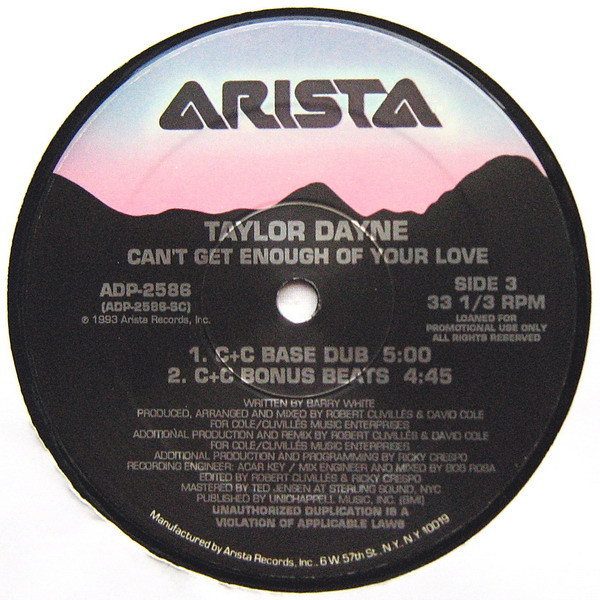 ARISTA
TAYLOR DAYNE
CAN'T GET ENOUGH OF YOUR LOVE
ADP-2586
(ADP-2586-SC)
℗ 1993 Arista Records, Inc.
SIDE 3
33 1/3 RPM
LOANED FOR
PROMOTIONAL USE ONLY
ALL RIGHTS RESERVED
1. C+C BASE DUB 5:00
2. C+C BONUS BEATS 4:45
WRITTEN BY BARRY WHITE
PRODUCED, ARRANGED AND MIXED BY ROBERT CLIVILLÉS & DAVID COLE
FOR COLE/CLIVILLÉS MUSIC ENTERPRISES
ADDITIONAL PRODUCTION AND REMIX BY ROBERT CLIVILLÉS & DAVID COLE
FOR COLE/CLIVILLÉS MUSIC ENTERPRISES
ADDITIONAL PRODUCTION AND PROGRAMMING BY RICKY CRESPO
RECORDING ENGINEER: ACAR KEY / MIX ENGINEER AND MIXED BY BOB ROSA
EDITED BY ROBERT CLIVILLÉS & RICKY CRESPO
MASTERED BY TED JENSEN AT STERLING SOUND, NYC
PUBLISHED BY UNICHAPPELL MUSIC, INC. (BMI)
UNAUTHORIZED DUPLICATION IS A
VIOLATION OF APPLICABLE LAWS
Manufactured by Arista Records, Inc., 6 W 57th St., N.Y., N.Y. 10019